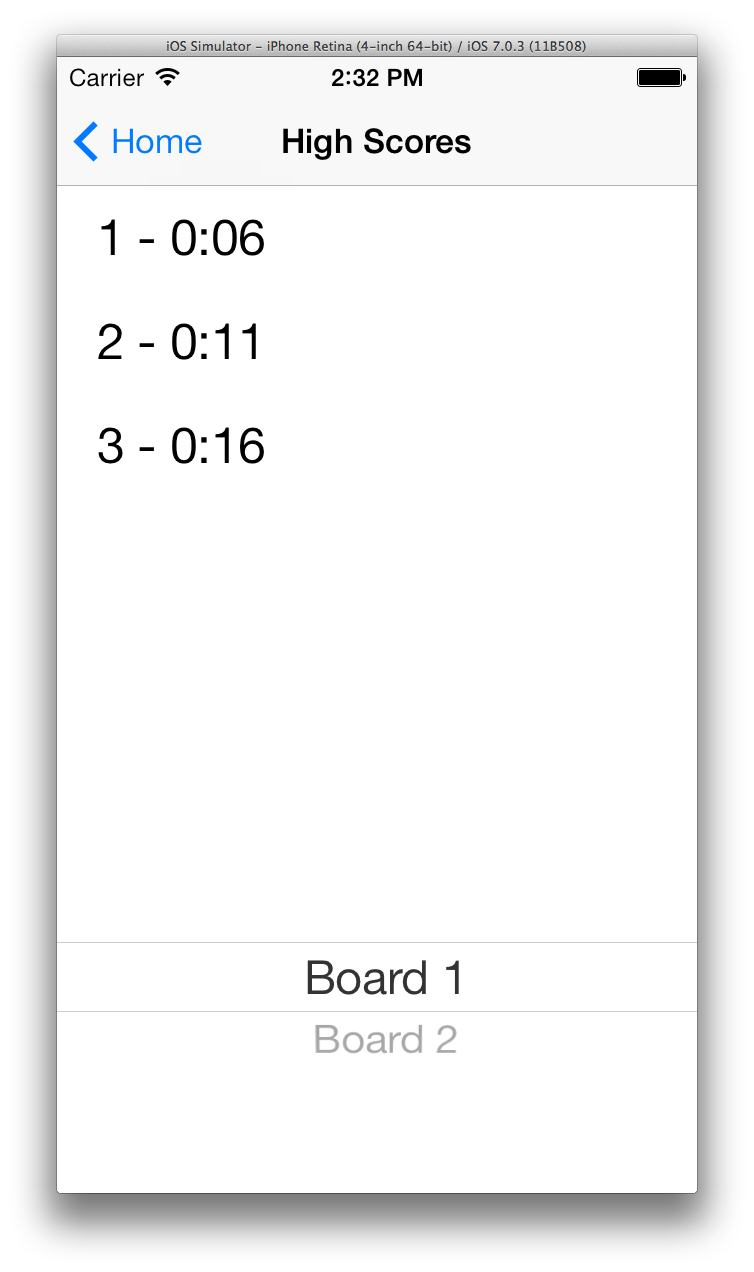 iOS Simulator - iPhone Retina (4-inch 64-bit) / iOS 7.0.3 (11B508)
Carrier 2:32 PM
Home High Scores
1 - 0:06
2 - 0:11
3 - 0:16
Board 1
Board 2